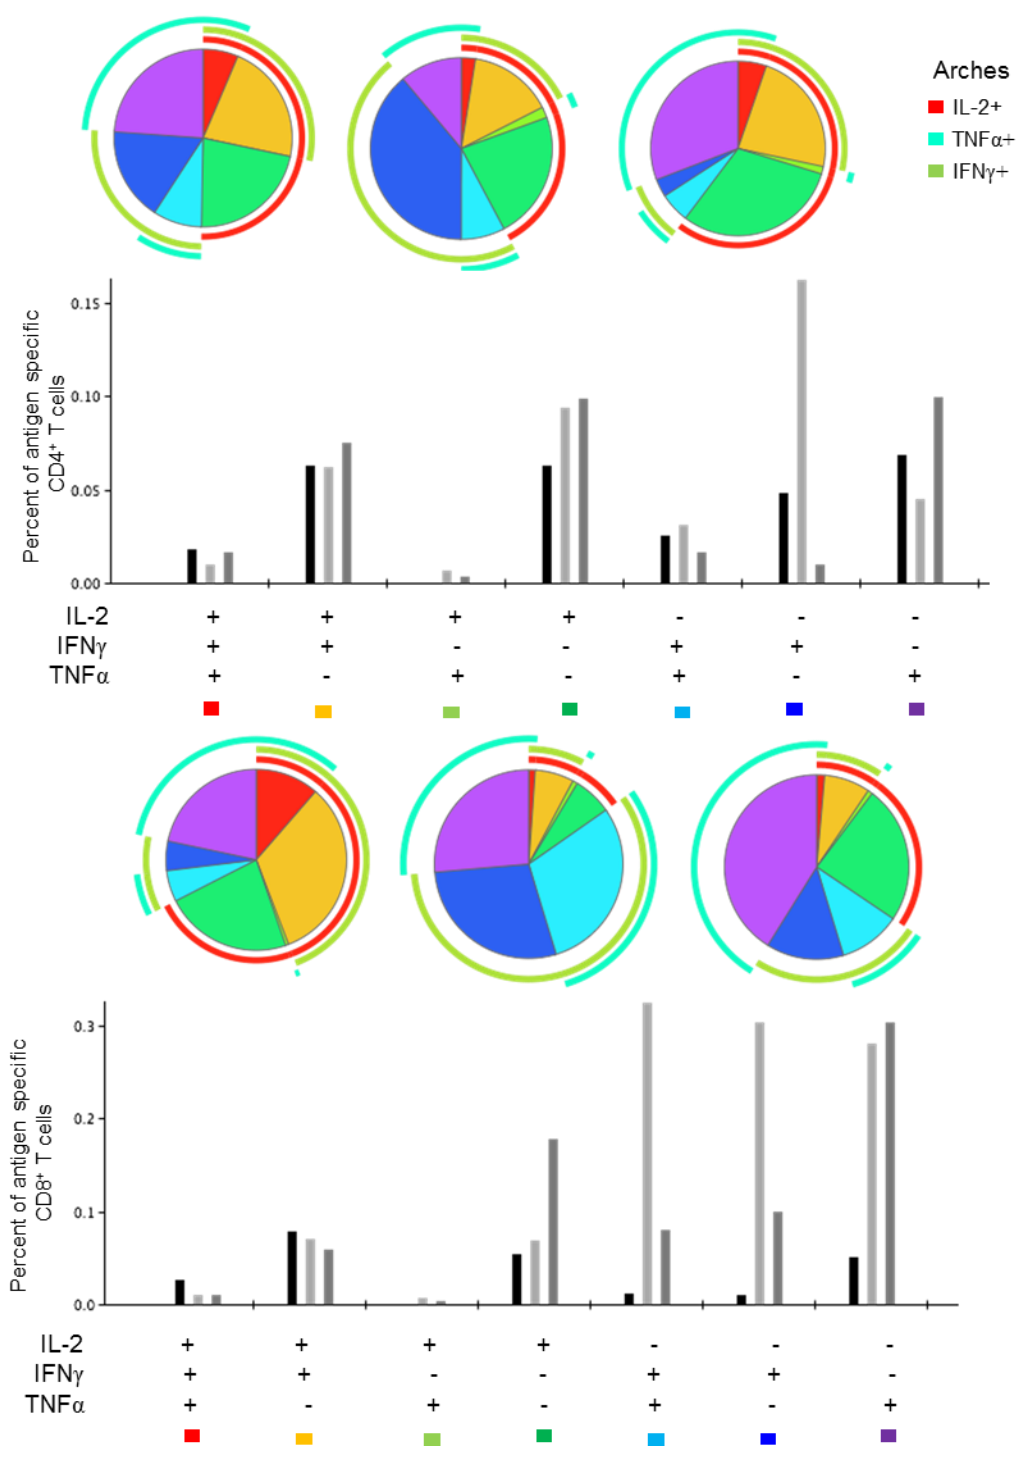 Arches
IL-2+
TNFα+
IFNγ+
Percent of antigen specific
CD4⁺ T cells
0.15
0.10
0.05
0.00
IL-2 + + + + - - -
IFNγ + + - - + + -
TNFα + - + - + - +
Percent of antigen specific
CD8⁺ T cells
0.3
0.2
0.1
0.0
IL-2 + + + + - - -
IFNγ + + - - + + -
TNFα + - + - + - +